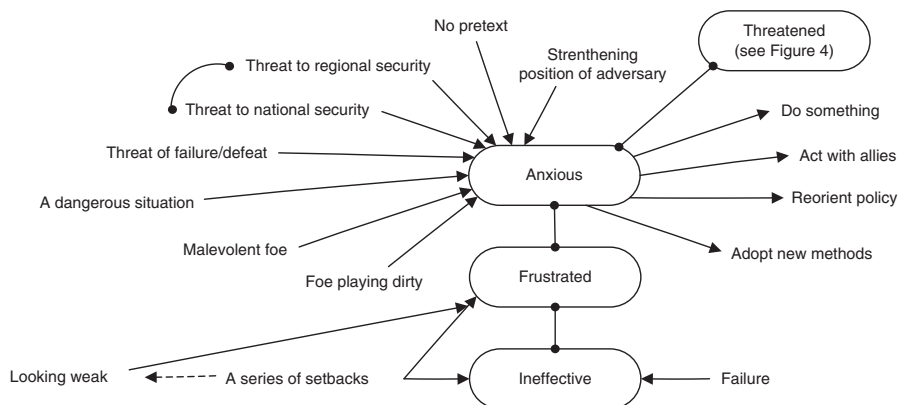 No pretext
Threatened
(see Figure 4)
Strenthening
position of adversary
Threat to regional security
Threat to national security
Do something
Threat of failure/defeat
Act with allies
Anxious
A dangerous situation
Reorient policy
Malevolent foe
Adopt new methods
Foe playing dirty
Frustrated
Looking weak
A series of setbacks
Ineffective
Failure